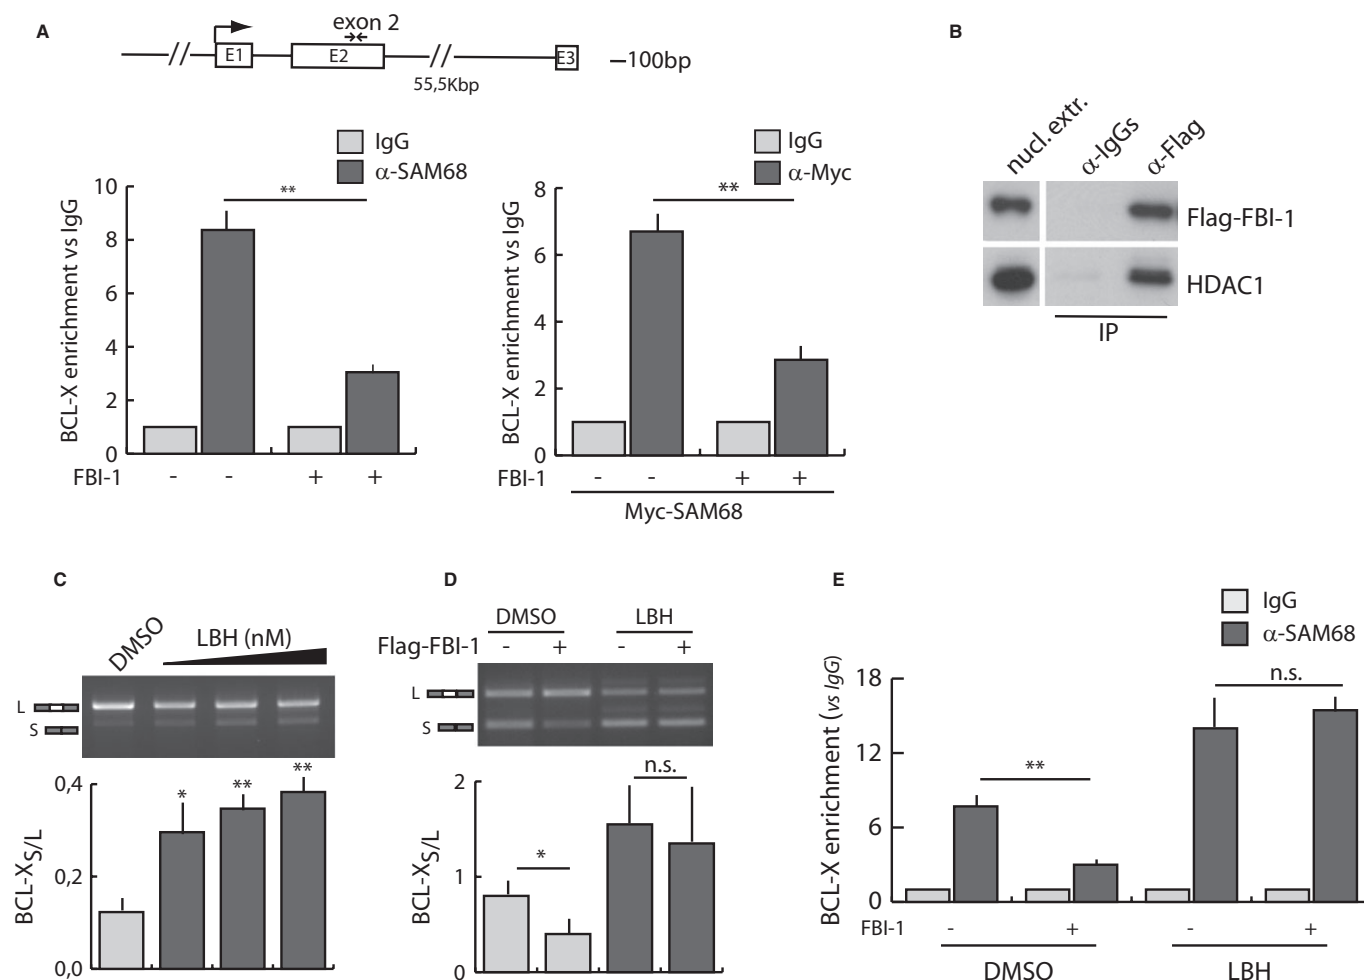 A
exon 2
E1 E2 E3
55,5Kbp
–100bp
IgG
α-SAM68
BCL-X enrichment vs IgG
10
8
6
4
2
0
**
FBI-1 - - + +
IgG
α-Myc
BCL-X enrichment vs IgG
8
6
4
2
0
**
FBI-1 - - + +
Myc-SAM68
B
nucl. extr.
α-IgGs
α-Flag
Flag-FBI-1
HDAC1
IP
C
DMSO
LBH (nM)
L
S
BCL-XS/L
0,4
0,2
0,0
*
**
**
D
DMSO LBH
Flag-FBI-1 - + - +
L
S
BCL-XS/L
2
1
0
*
n.s.
E
IgG
α-SAM68
BCL-X enrichment (vs IgG)
18
12
6
0
**
n.s.
FBI-1 - + - +
DMSO LBH